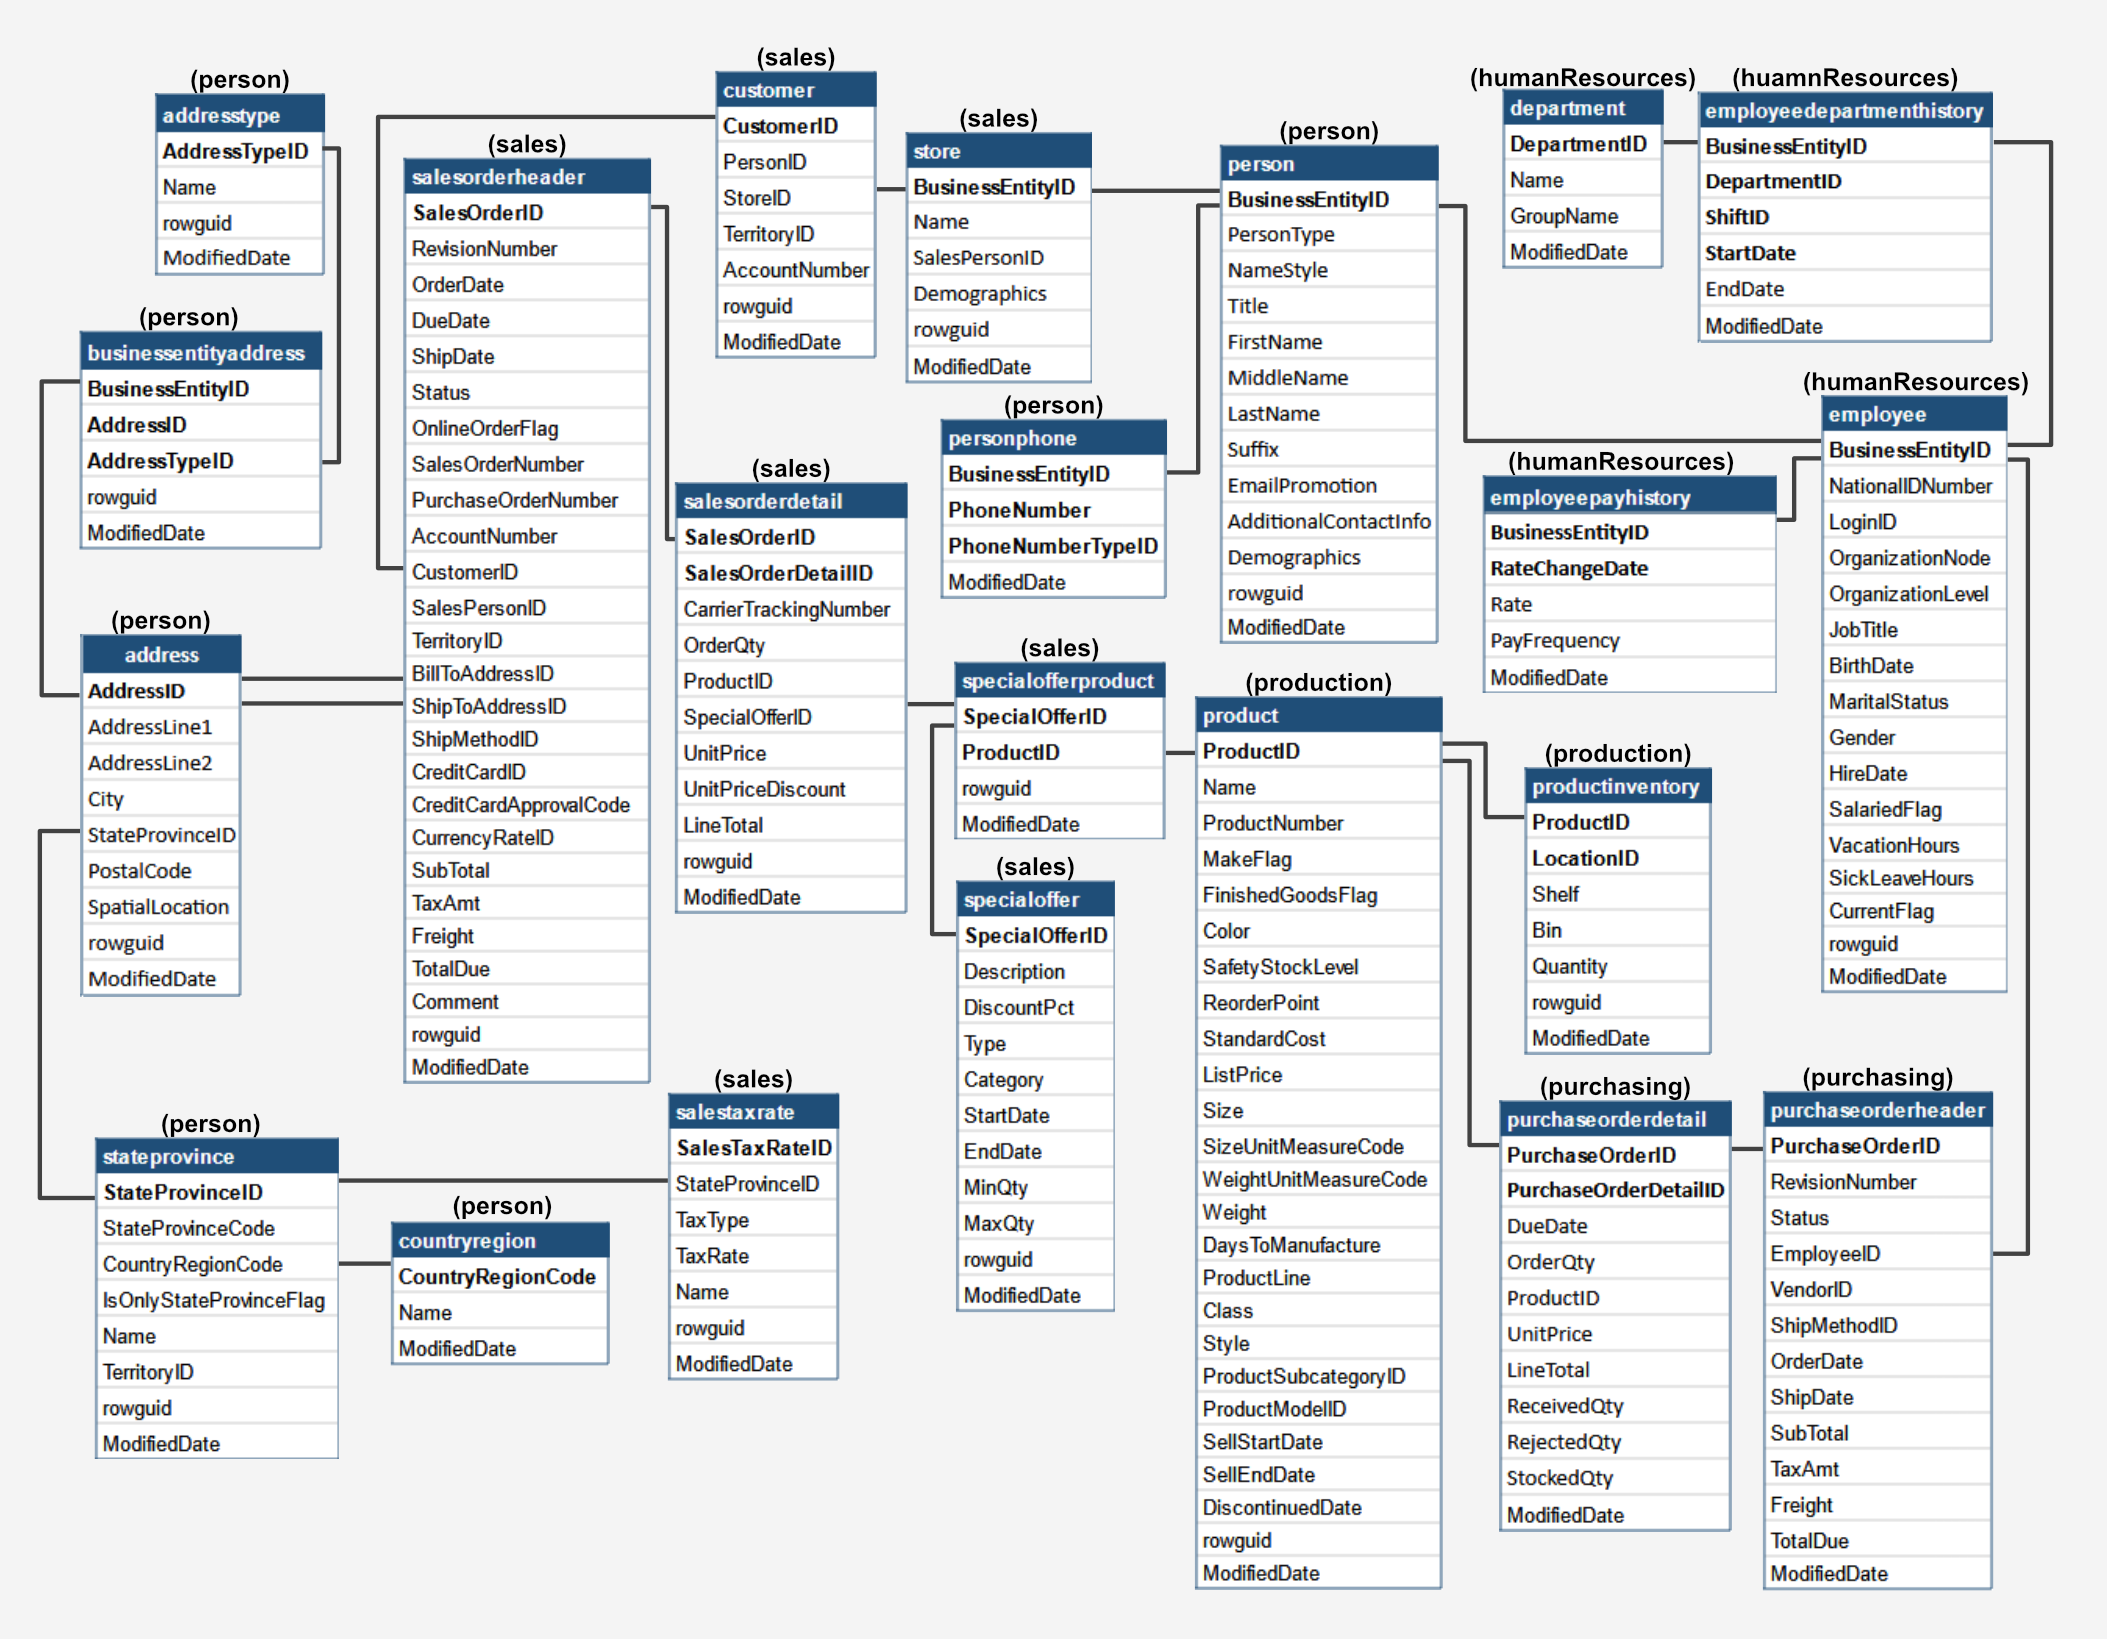 (person)
addresstype
AddressTypeID
Name
rowguid
ModifiedDate
(person)
businessentityaddress
BusinessEntityID
AddressID
AddressTypeID
rowguid
ModifiedDate
(person)
address
AddressID
AddressLine1
AddressLine2
City
StateProvinceID
PostalCode
SpatialLocation
rowguid
ModifiedDate
(person)
stateprovince
StateProvinceID
StateProvinceCode
CountryRegionCode
IsOnlyStateProvinceFlag
Name
TerritoryID
rowguid
ModifiedDate
(sales)
salesorderheader
SalesOrderID
RevisionNumber
OrderDate
DueDate
ShipDate
Status
OnlineOrderFlag
SalesOrderNumber
PurchaseOrderNumber
AccountNumber
CustomerID
SalesPersonID
TerritoryID
BillToAddressID
ShipToAddressID
ShipMethodID
CreditCardID
CreditCardApprovalCode
CurrencyRateID
SubTotal
TaxAmt
Freight
TotalDue
Comment
rowguid
ModifiedDate
(person)
countryregion
CountryRegionCode
Name
ModifiedDate
(sales)
customer
CustomerID
PersonID
StoreID
TerritoryID
AccountNumber
rowguid
ModifiedDate
(sales)
salesorderdetail
SalesOrderID
SalesOrderDetailID
CarrierTrackingNumber
OrderQty
ProductID
SpecialOfferID
UnitPrice
UnitPriceDiscount
LineTotal
rowguid
ModifiedDate
(sales)
salestaxrate
SalesTaxRateID
StateProvinceID
TaxType
TaxRate
Name
rowguid
ModifiedDate
(sales)
store
BusinessEntityID
Name
SalesPersonID
Demographics
rowguid
ModifiedDate
(person)
personphone
BusinessEntityID
PhoneNumber
PhoneNumberTypeID
ModifiedDate
(sales)
specialofferproduct
SpecialOfferID
ProductID
rowguid
ModifiedDate
(sales)
specialoffer
SpecialOfferID
Description
DiscountPct
Type
Category
StartDate
EndDate
MinQty
MaxQty
rowguid
ModifiedDate
(person)
person
BusinessEntityID
PersonType
NameStyle
Title
FirstName
MiddleName
LastName
Suffix
EmailPromotion
AdditionalContactInfo
Demographics
rowguid
ModifiedDate
(production)
product
ProductID
Name
ProductNumber
MakeFlag
FinishedGoodsFlag
Color
SafetyStockLevel
ReorderPoint
StandardCost
ListPrice
Size
SizeUnitMeasureCode
WeightUnitMeasureCode
Weight
DaysToManufacture
ProductLine
Class
Style
ProductSubcategoryID
ProductModelID
SellStartDate
SellEndDate
DiscontinuedDate
rowguid
ModifiedDate
(humanResources)
department
DepartmentID
Name
GroupName
ModifiedDate
(huamnResources)
employeedepartmenthistory
BusinessEntityID
DepartmentID
ShiftID
StartDate
EndDate
ModifiedDate
(humanResources)
employeepayhistory
BusinessEntityID
RateChangeDate
Rate
PayFrequency
ModifiedDate
(humanResources)
employee
BusinessEntityID
NationalIDNumber
LoginID
OrganizationNode
OrganizationLevel
JobTitle
BirthDate
MaritalStatus
Gender
HireDate
SalariedFlag
VacationHours
SickLeaveHours
CurrentFlag
rowguid
ModifiedDate
(production)
productinventory
ProductID
LocationID
Shelf
Bin
Quantity
rowguid
ModifiedDate
(purchasing)
purchaseorderdetail
PurchaseOrderID
PurchaseOrderDetailID
DueDate
OrderQty
ProductID
UnitPrice
LineTotal
ReceivedQty
RejectedQty
StockedQty
ModifiedDate
(purchasing)
purchaseorderheader
PurchaseOrderID
RevisionNumber
Status
EmployeeID
VendorID
ShipMethodID
OrderDate
ShipDate
SubTotal
TaxAmt
Freight
TotalDue
ModifiedDate